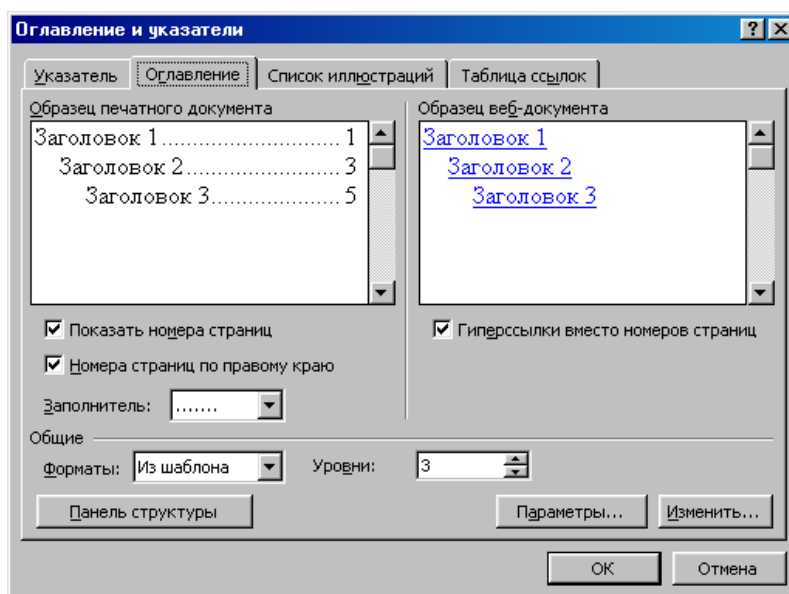 Оглавление и указатели
Указатель Оглавление Список иллюстраций Таблица ссылок
Образец печатного документа
Заголовок 1............................ 1
Заголовок 2........................ 3
Заголовок 3..................... 5
Образец веб-документа
Заголовок 1
Заголовок 2
Заголовок 3
Показать номера страниц
Номера страниц по правому краю
Заполнитель: .......
Гиперссылки вместо номеров страниц
Общие
Форматы: Из шаблона Уровни: 3
Панель структуры Параметры... Изменить...
ОК Отмена